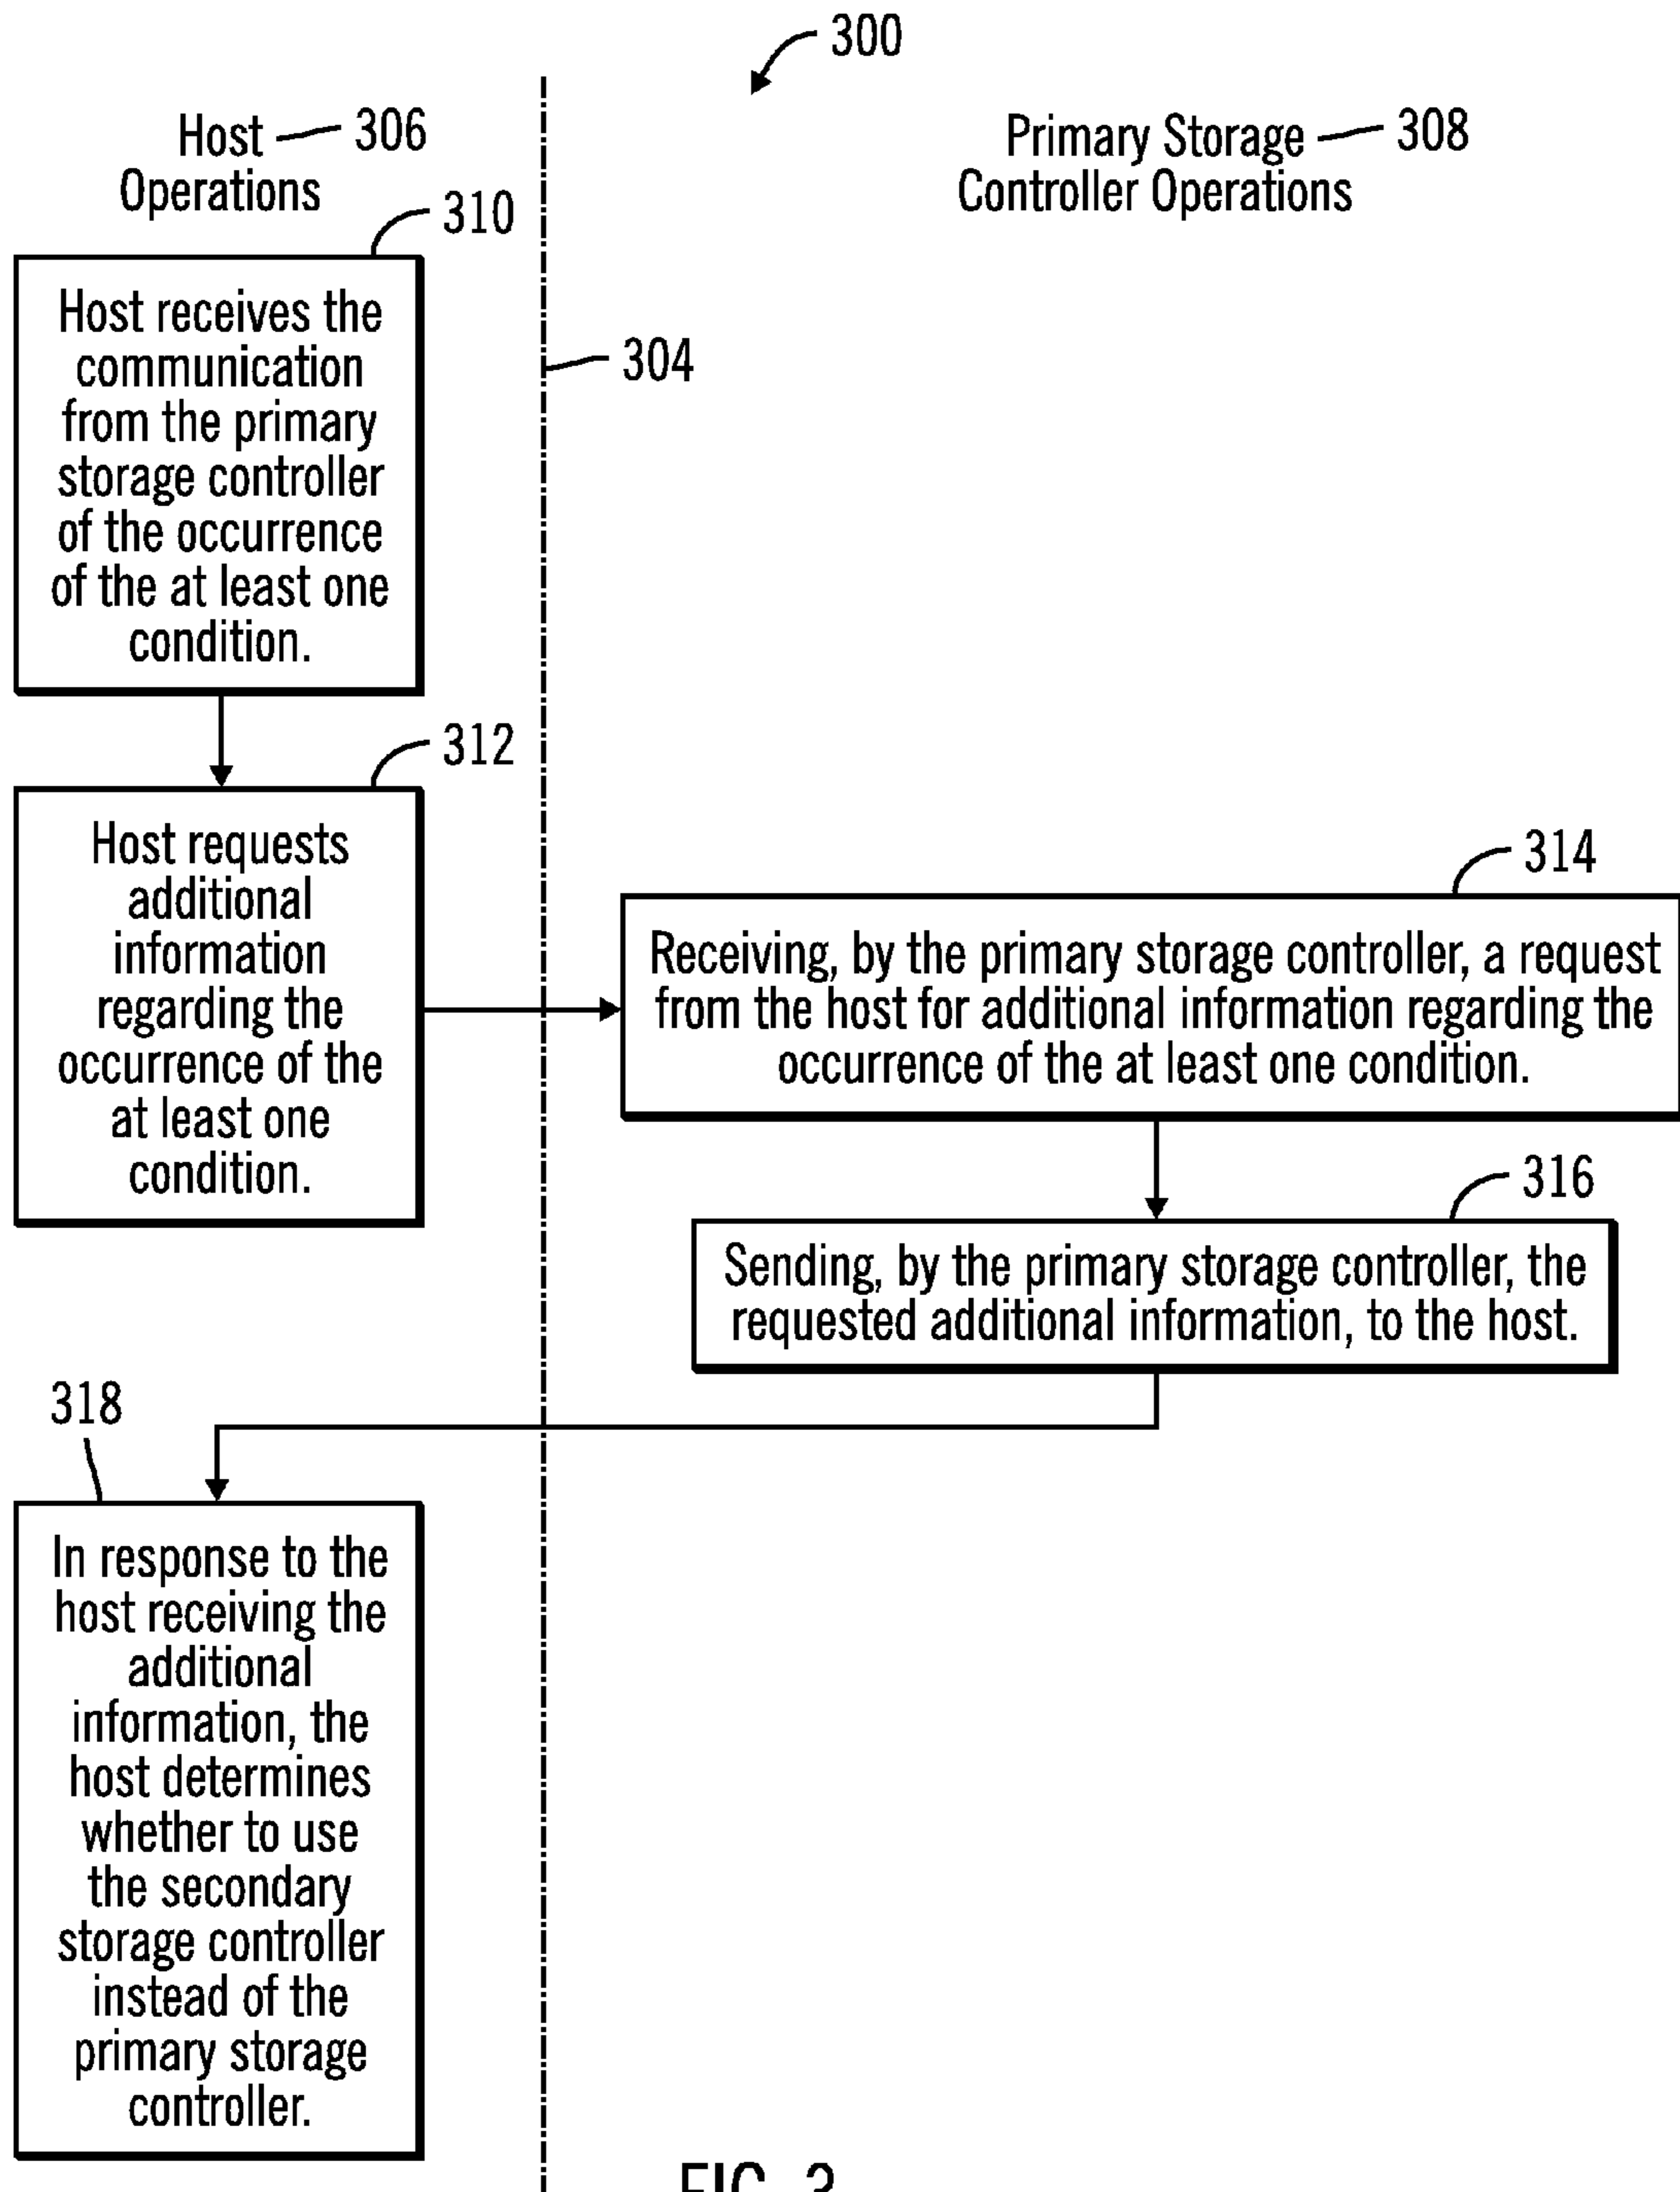 300
Host 306
Operations
Primary Storage 308
Controller Operations
310
Host receives the
communication
from the primary
storage controller
of the occurrence
of the at least one
condition.
304
312
Host requests
additional
information
regarding the
occurrence of the
at least one
condition.
314
Receiving, by the primary storage controller, a request
from the host for additional information regarding the
occurrence of the at least one condition.
316
Sending, by the primary storage controller, the
requested additional information, to the host.
318
In response to the
host receiving the
additional
information, the
host determines
whether to use
the secondary
storage controller
instead of the
primary storage
controller.
FIG. 3